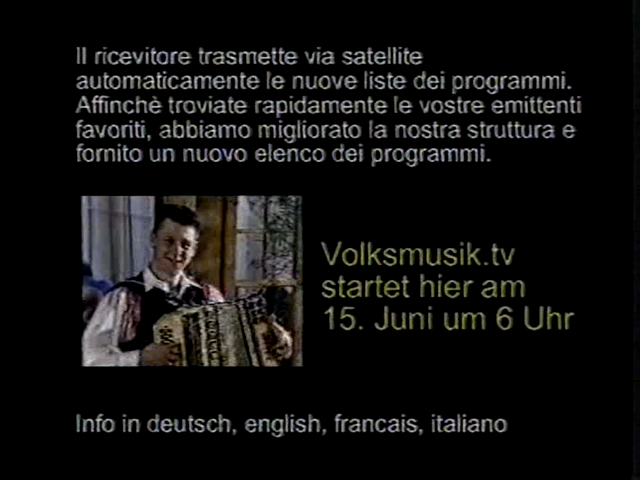 Il ricevitore trasmette via satellite
automaticamente le nuove liste dei programmi.
Affinchè troviate rapidamente le vostre emittenti
favoriti, abbiamo migliorato la nostra struttura e
fornito un nuovo elenco dei programmi.
Volksmusik.tv
startet hier am
15. Juni um 6 Uhr
Info in deutsch, english, francais, italiano